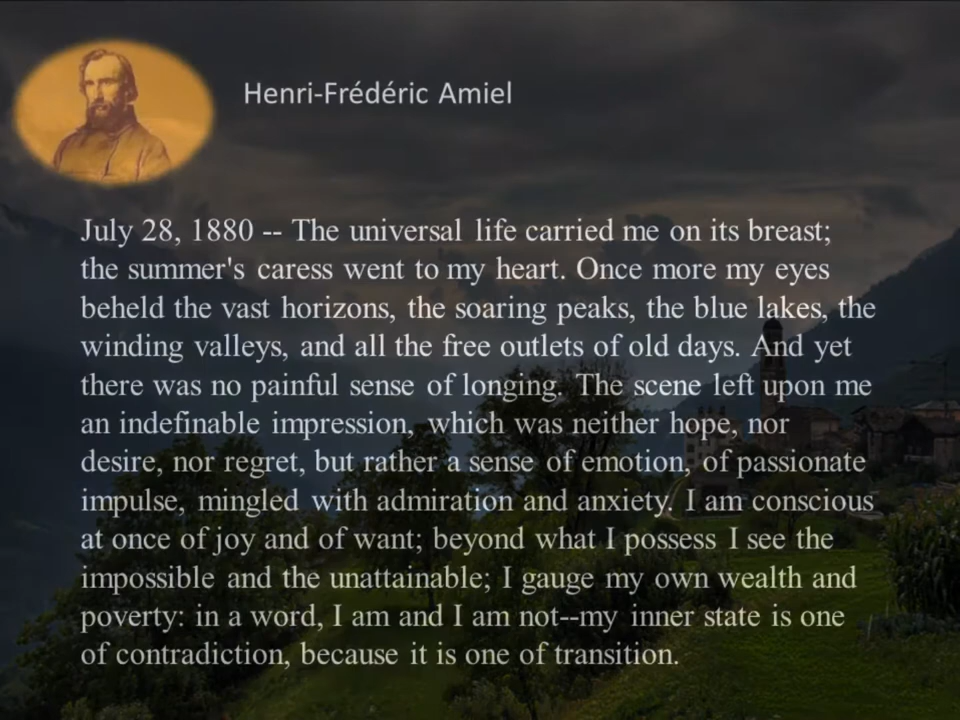 Henri-Frédéric Amiel
July 28, 1880 -- The universal life carried me on its breast;
the summer's caress went to my heart. Once more my eyes
beheld the vast horizons, the soaring peaks, the blue lakes, the
winding valleys, and all the free outlets of old days. And yet
there was no painful sense of longing. The scene left upon me
an indefinable impression, which was neither hope, nor
desire, nor regret, but rather a sense of emotion, of passionate
impulse, mingled with admiration and anxiety. I am conscious
at once of joy and of want; beyond what I possess I see the
impossible and the unattainable; I gauge my own wealth and
poverty: in a word, I am and I am not--my inner state is one
of contradiction, because it is one of transition.